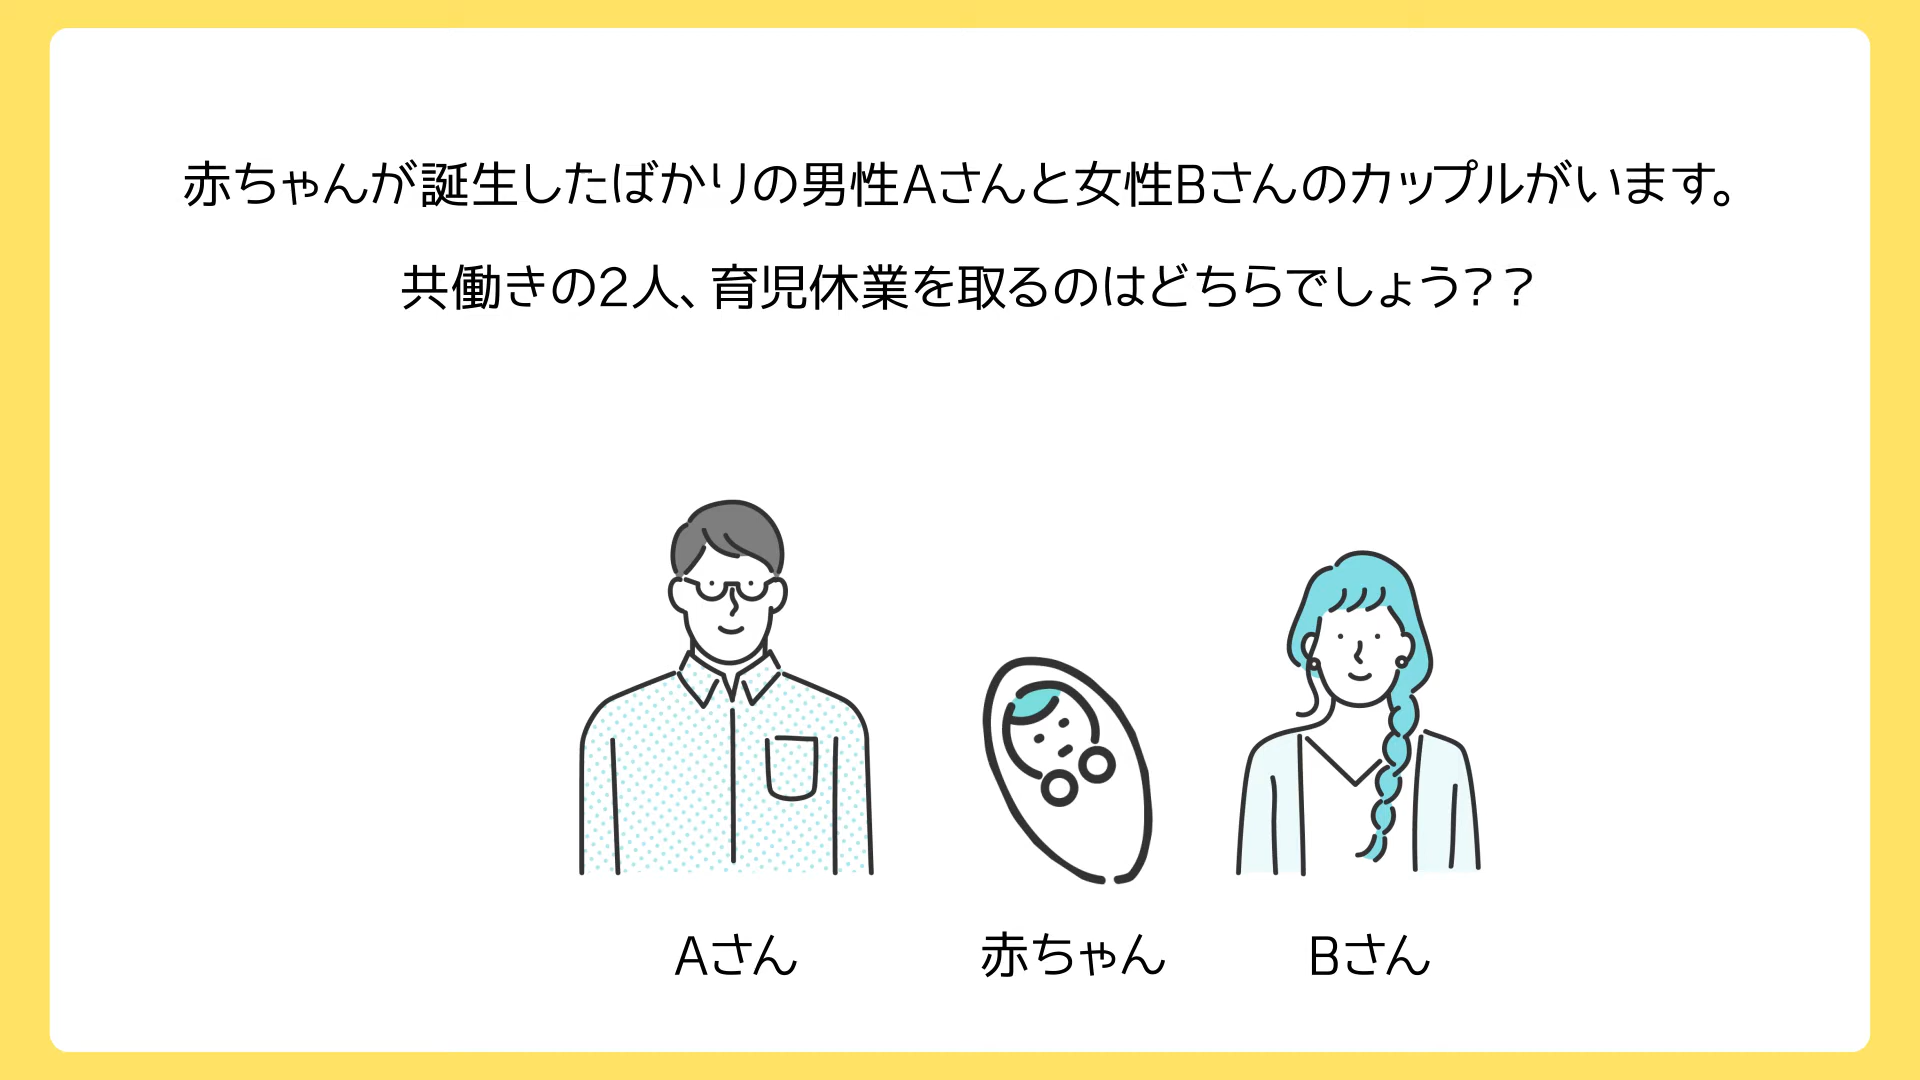 赤ちゃんが誕生したばかりの男性Aさんと女性Bさんのカップルがいます。
共働きの2人、育児休業を取るのはどちらでしょう？？
Aさん
赤ちゃん
Bさん